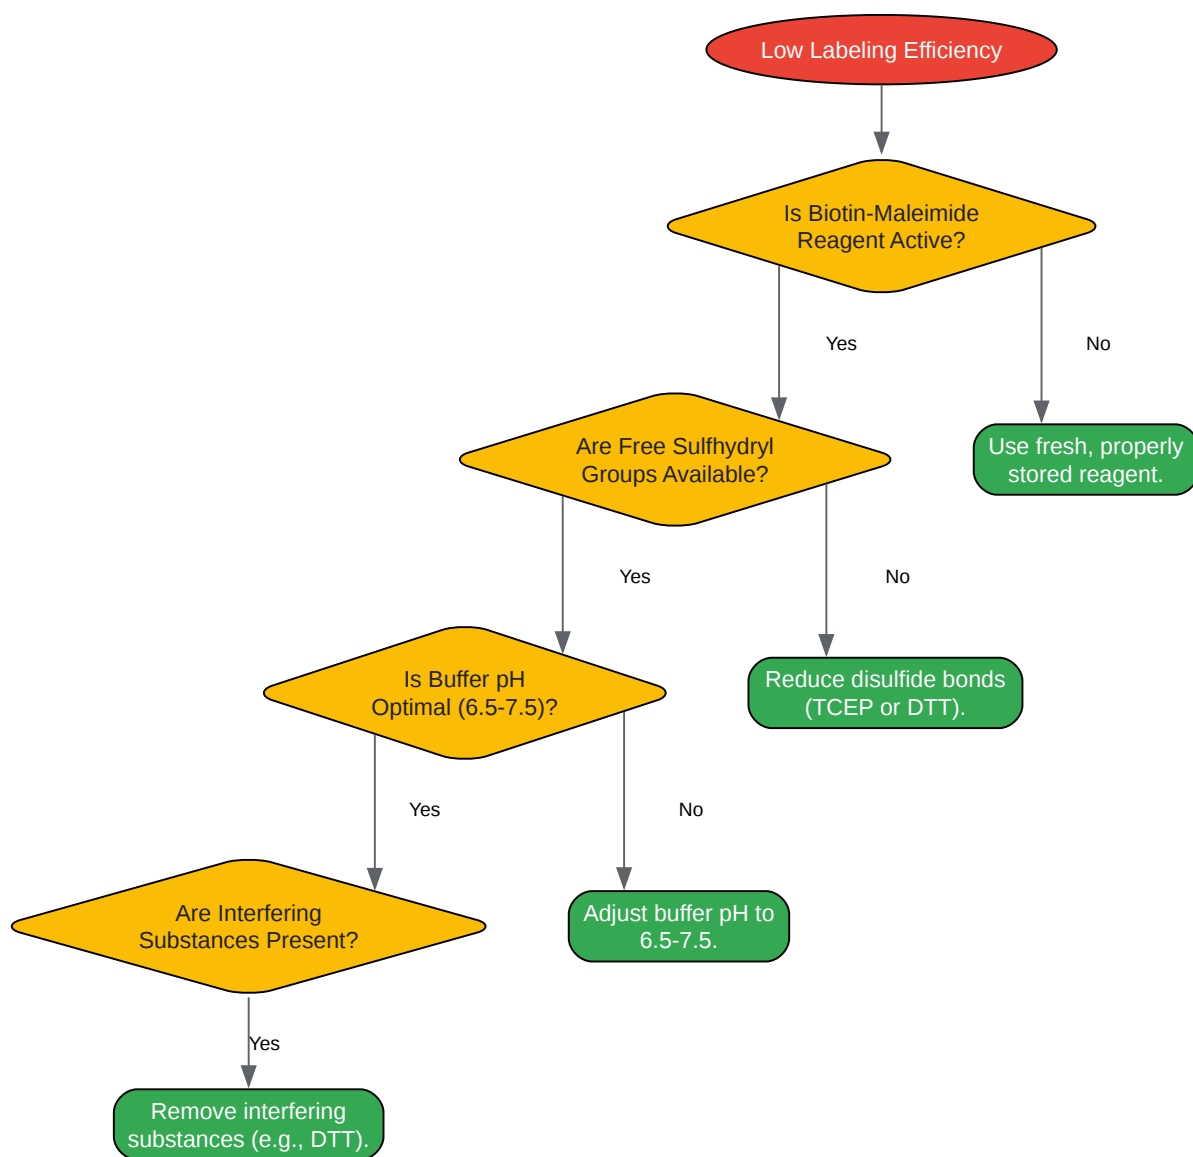 Low Labeling Efficiency
Is Biotin-Maleimide
Reagent Active?
Yes
No
Are Free Sulfhydryl
Groups Available?
Use fresh, properly
stored reagent.
Yes
No
Is Buffer pH
Optimal (6.5-7.5)?
Reduce disulfide bonds
(TCEP or DTT).
Yes
No
Are Interfering
Substances Present?
Adjust buffer pH to
6.5-7.5.
Yes
Remove interfering
substances (e.g., DTT).